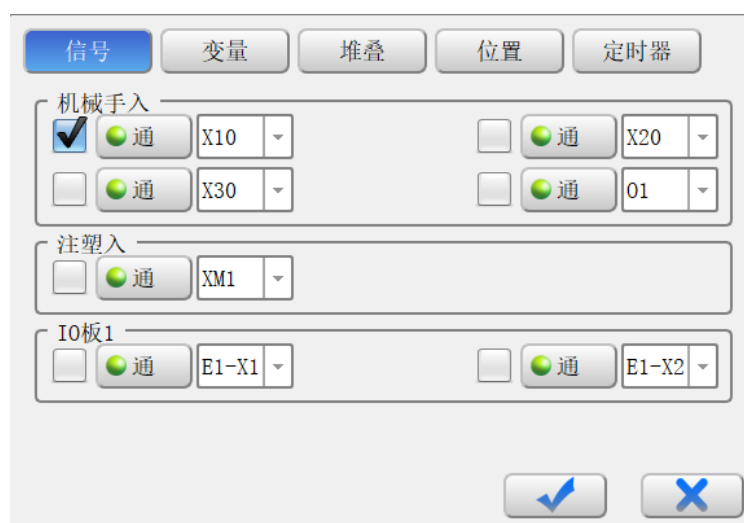 信号 变量 堆叠 位置 定时器
机械手入
通 X10 通 X20
通 X30 通 O1
注塑入
通 XM1
IO板1
通 E1-X1 通 E1-X2